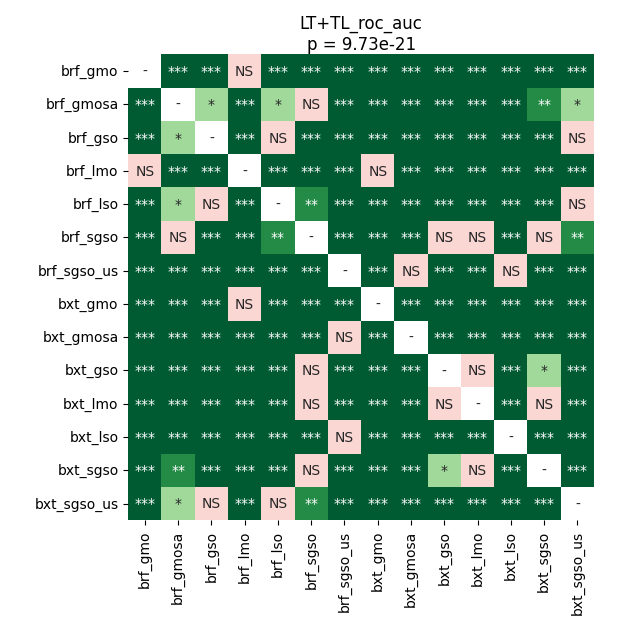 LT+TL_roc_auc
p = 9.73e-21
brf_gmo - *** *** NS *** *** *** *** *** *** *** *** *** ***
brf_gmosa *** - * *** * NS *** *** *** *** *** *** ** *
brf_gso *** * - *** NS *** *** *** *** *** *** *** *** NS
brf_lmo NS *** *** - *** *** *** NS *** *** *** *** *** ***
brf_lso *** * NS *** - ** *** *** *** *** *** *** *** NS
brf_sgso *** NS *** *** ** - *** *** *** NS NS *** NS **
brf_sgso_us *** *** *** *** *** *** - *** NS *** *** NS *** ***
bxt_gmo *** *** *** NS *** *** *** - *** *** *** *** *** ***
bxt_gmosa *** *** *** *** *** *** NS *** - *** *** *** *** ***
bxt_gso *** *** *** *** *** NS *** *** *** - NS *** * ***
bxt_lmo *** *** *** *** *** NS *** *** *** NS - *** NS ***
bxt_lso *** *** *** *** *** *** NS *** *** *** *** - *** ***
bxt_sgso *** ** *** *** *** NS *** *** *** * NS *** - ***
bxt_sgso_us *** * NS *** NS ** *** *** *** *** *** *** *** -
brf_gmo brf_gmosa brf_gso brf_lmo brf_lso brf_sgso brf_sgso_us bxt_gmo bxt_gmosa bxt_gso bxt_lmo bxt_lso bxt_sgso bxt_sgso_us